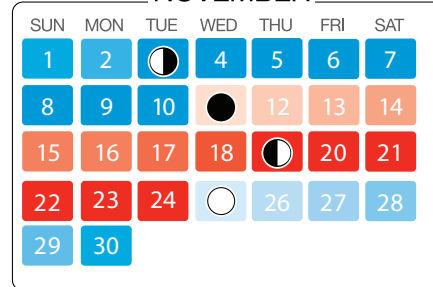 NOVEMBER
SUN MON TUE WED THU FRI SAT
1 2 4 5 6 7
8 9 10 12 13 14
15 16 17 18 20 21
22 23 24 26 27 28
29 30